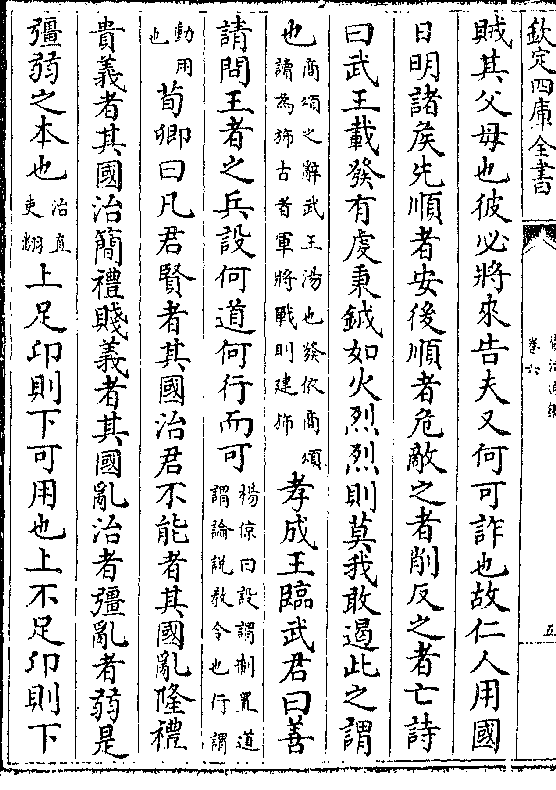 欽定四庫全書
卷六
五
賊其父母也彼必將來告夫又何可詐也故仁人用國
日明諸侯先順者安後順者危敵之者削反之者亡詩
曰武王載發有虔秉鉞如火烈烈則莫我敢遏此之謂
也商頌之辭武王湯也發依商頌讀為斾古者軍將戰則建斾孝成王臨武君曰善
請問王者之兵設何道何行而可楊倞曰設謂制置道謂論說教令也行謂
動用也荀卿曰凡君賢者其國治君不能者其國亂隆禮
貴義者其國治簡禮賤義者其國亂治者彊亂者弱是
彊弱之本也治直吏翻上足卬則下可用也上不足卬則下